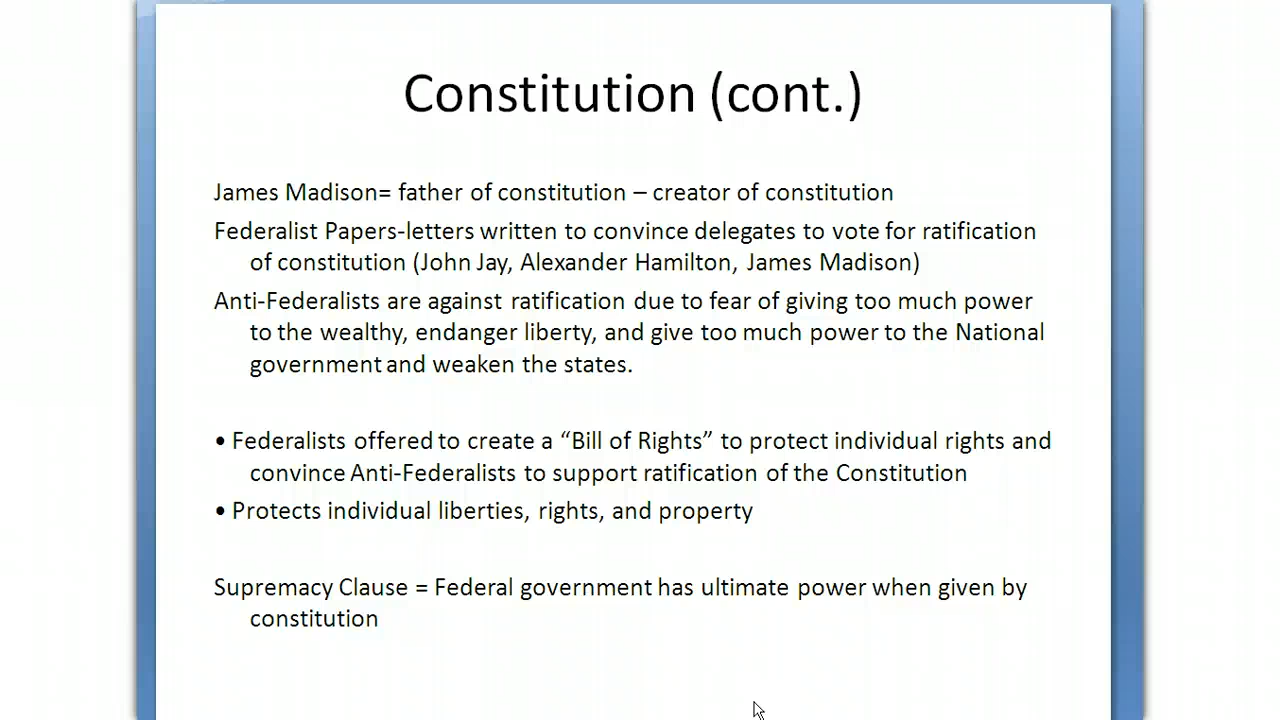 Constitution (cont.)
James Madison= father of constitution – creator of constitution
Federalist Papers-letters written to convince delegates to vote for ratification
of constitution (John Jay, Alexander Hamilton, James Madison)
Anti-Federalists are against ratification due to fear of giving too much power
to the wealthy, endanger liberty, and give too much power to the National
government and weaken the states.
• Federalists offered to create a “Bill of Rights” to protect individual rights and
convince Anti-Federalists to support ratification of the Constitution
• Protects individual liberties, rights, and property
Supremacy Clause = Federal government has ultimate power when given by
constitution